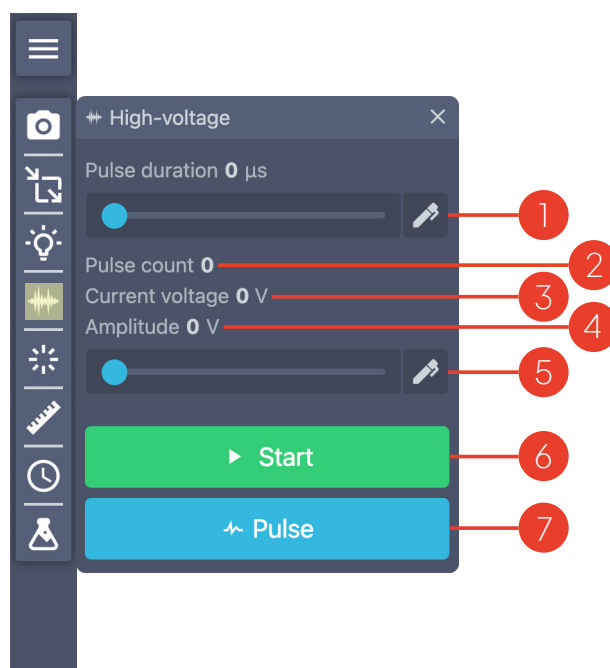 High-voltage
Pulse duration 0 μs
1
Pulse count 0
2
Current voltage 0 V
3
Amplitude 0 V
4
5
Start
6
Pulse
7